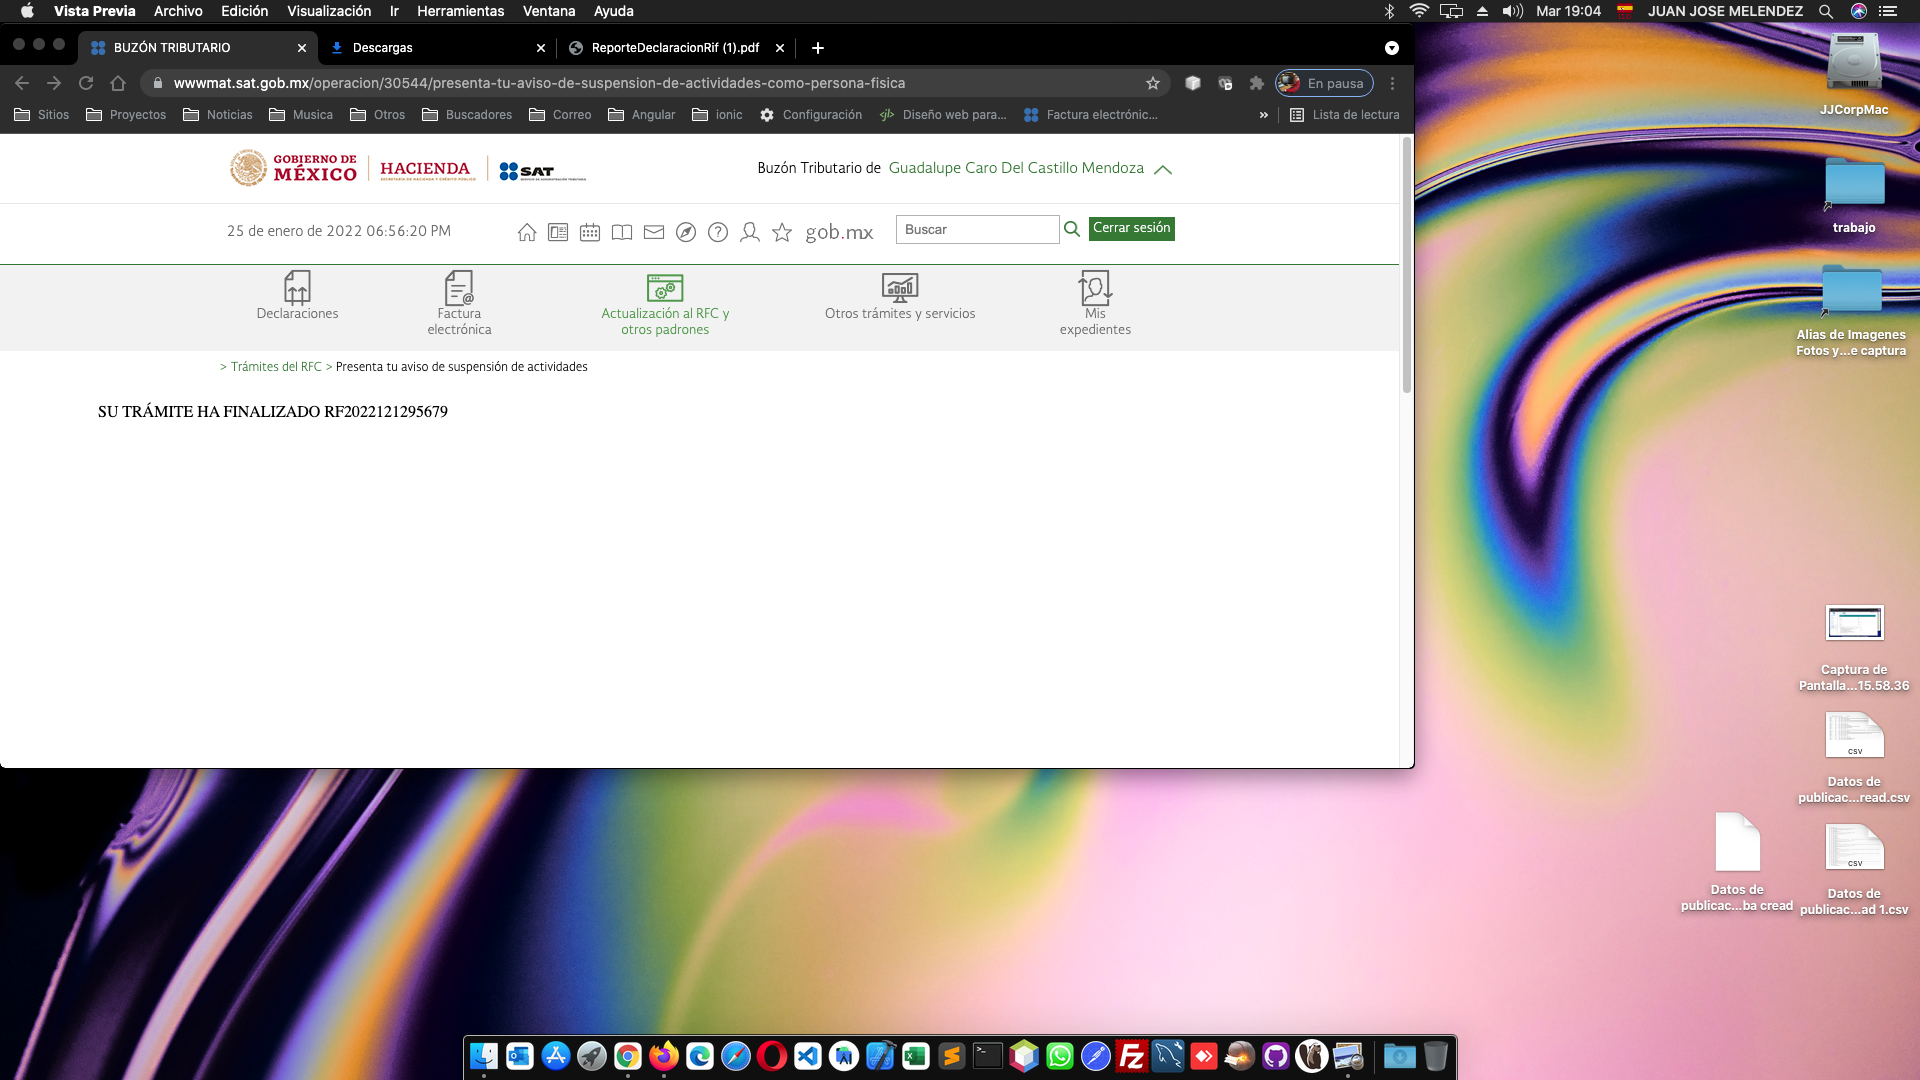 Vista Previa Archivo Edición Visualización Ir Herramientas Ventana Ayuda Mar 19:04 JUAN JOSE MELENDEZ
BUZÓN TRIBUTARIO Descargas ReporteDeclaracionRif (1).pdf
wwwmat.sat.gob.mx/operacion/30544/presenta-tu-aviso-de-suspension-de-actividades-como-persona-fisica En pausa
Sitios Proyectos Noticias Musica Otros Buscadores Correo Angular ionic Configuración Diseño web para... Factura electrónic... » Lista de lectura
GOBIERNO DE MÉXICO HACIENDA SAT
Buzón Tributario de Guadalupe Caro Del Castillo Mendoza
25 de enero de 2022 06:56:20 PM gob.mx Buscar Cerrar sesión
Declaraciones
Factura electrónica
Actualización al RFC y otros padrones
Otros trámites y servicios
Mis expedientes
> Trámites del RFC > Presenta tu aviso de suspensión de actividades
SU TRÁMITE HA FINALIZADO RF2022121295679
JJCorpMac
trabajo
Alias de Imagenes
Fotos y...e captura
Captura de
Pantalla...15.58.36
CSV
Datos de
publicac...read.csv
CSV
Datos de
publicac...ba cread
Datos de
publicac...ad 1.csv